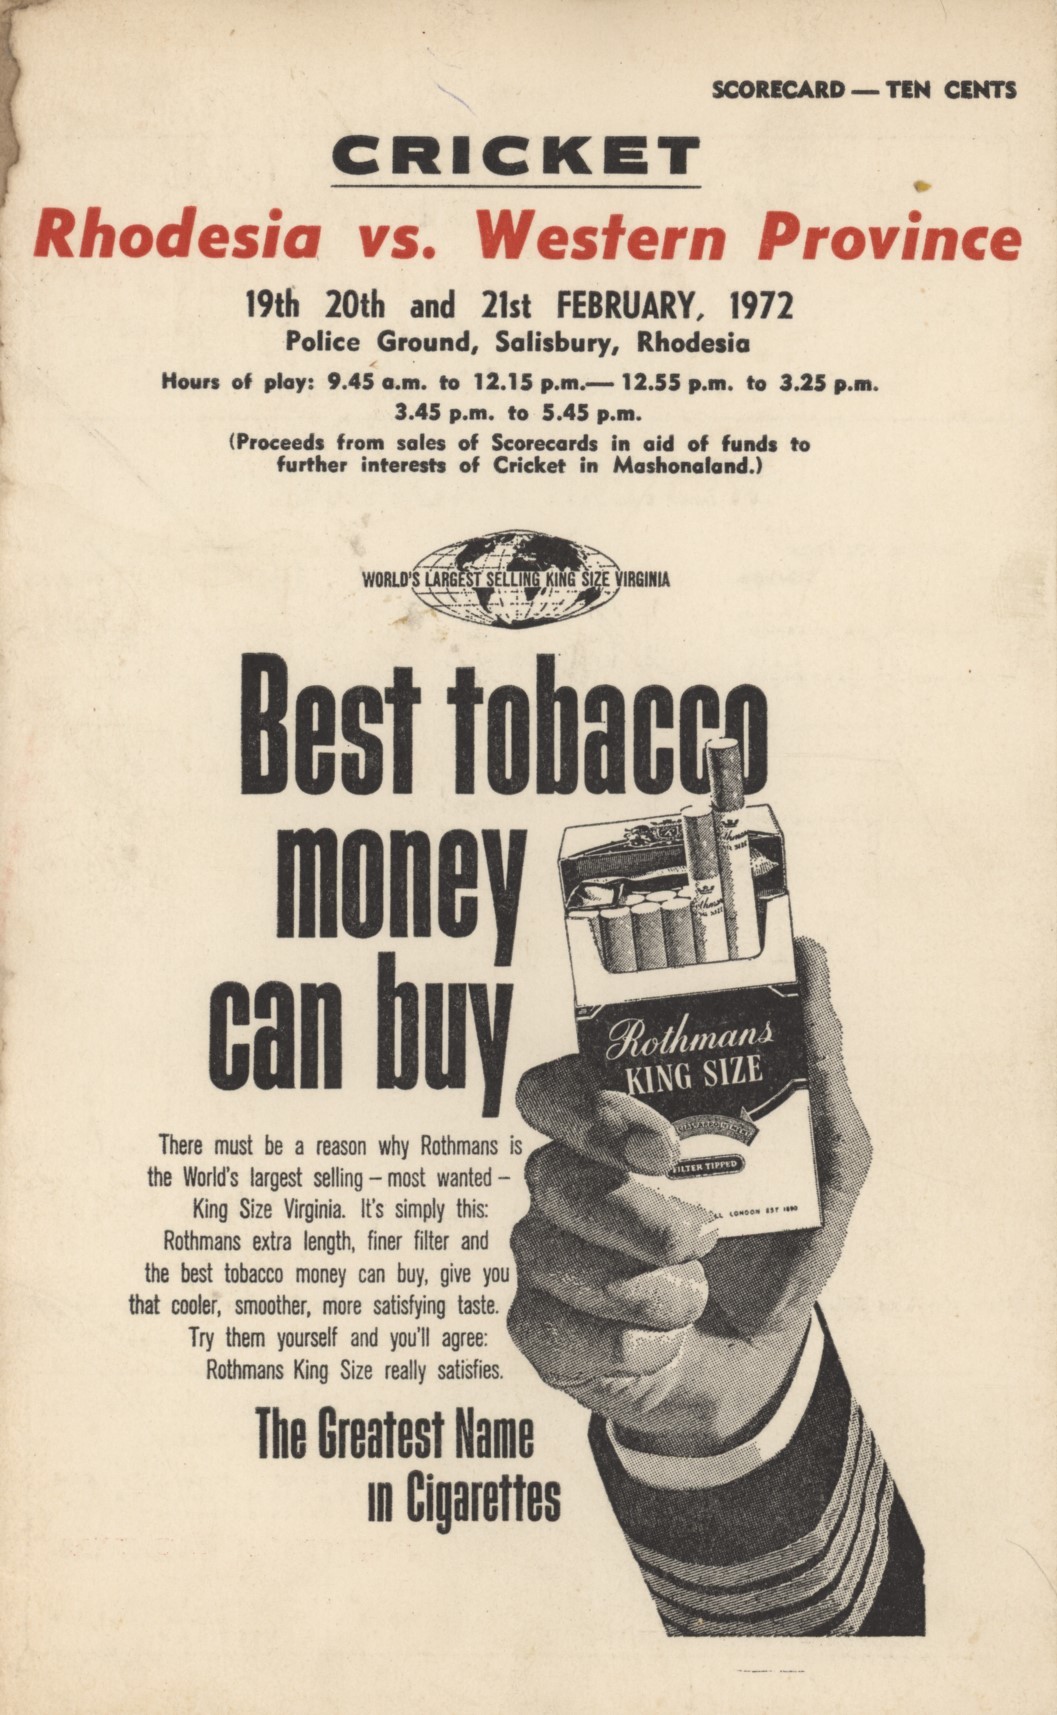 SCORECARD — TEN CENTS
CRICKET
Rhodesia vs. Western Province
19th 20th and 21st FEBRUARY, 1972
Police Ground, Salisbury, Rhodesia
Hours of play: 9.45 a.m. to 12.15 p.m.— 12.55 p.m. to 3.25 p.m.
3.45 p.m. to 5.45 p.m.
(Proceeds from sales of Scorecards in aid of funds to
further interests of Cricket in Mashonaland.)
WORLD'S LARGEST SELLING KING SIZE VIRGINIA
Best tobacco
money
can buy
Rothmans
KING SIZE
FILTER TIPPED
LONDON EST 1890
There must be a reason why Rothmans is
the World's largest selling – most wanted –
King Size Virginia. It's simply this:
Rothmans extra length, finer filter and
the best tobacco money can buy, give you
that cooler, smoother, more satisfying taste.
Try them yourself and you'll agree:
Rothmans King Size really satisfies.
The Greatest Name
in Cigarettes